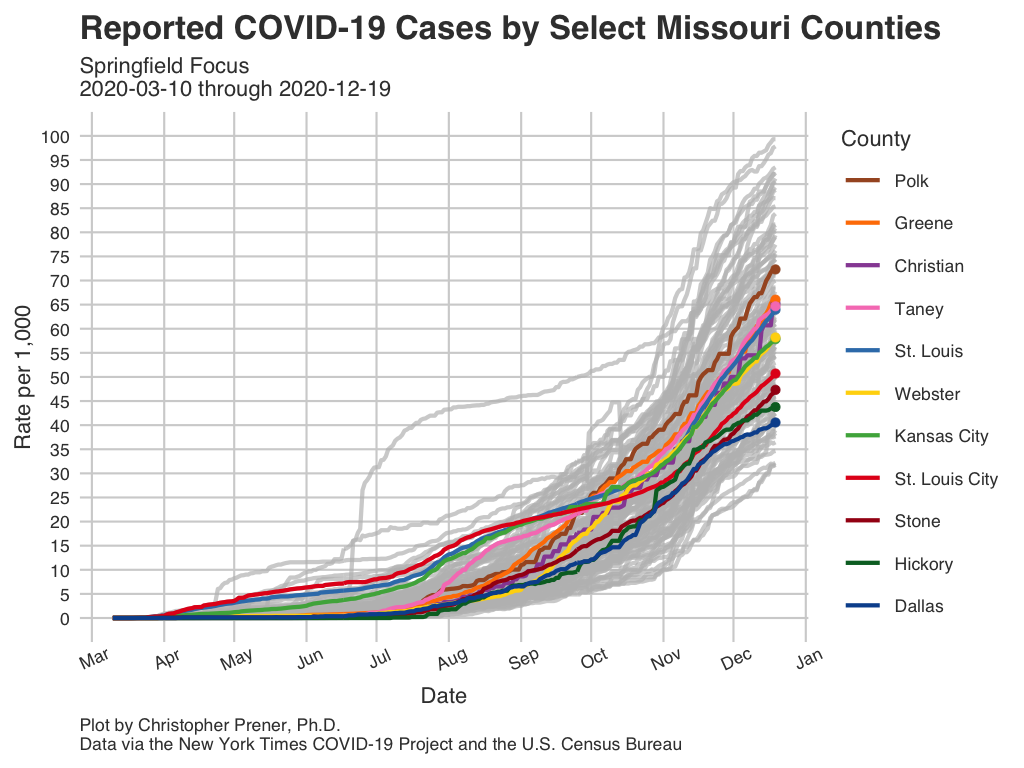 Reported COVID-19 Cases by Select Missouri Counties
Springfield Focus
2020-03-10 through 2020-12-19
Rate per 1,000
100
95
90
85
80
75
70
65
60
55
50
45
40
35
30
25
20
15
10
5
0
Mar
Apr
May
Jun
Jul
Aug
Sep
Oct
Nov
Dec
Jan
Date
County
Polk
Greene
Christian
Taney
St. Louis
Webster
Kansas City
St. Louis City
Stone
Hickory
Dallas
Plot by Christopher Prener, Ph.D.
Data via the New York Times COVID-19 Project and the U.S. Census Bureau